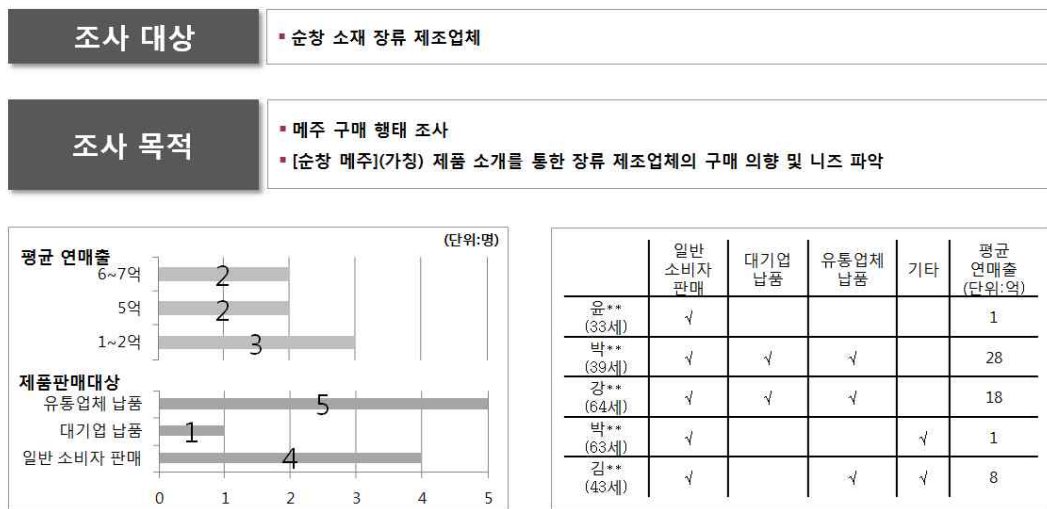 조사 대상
▪ 순창 소재 장류 제조업체
조사 목적
▪ 메주 구매 행태 조사
▪ [순창 메주](가칭) 제품 소개를 통한 장류 제조업체의 구매 의향 및 니즈 파악
(단위:명)
평균 연매출
6~7억 2
5억 2
1~2억 3
제품판매대상
유통업체 납품 5
대기업 납품 1
일반 소비자 판매 4
0 1 2 3 4 5
일반 소비자 판매 대기업 납품 유통업체 납품 기타 평균 연매출 (단위:억)
윤** (33세) √ 1
박** (39세) √ √ √ 28
강** (64세) √ √ √ 18
박** (63세) √ √ 1
김** (43세) √ √ √ 8